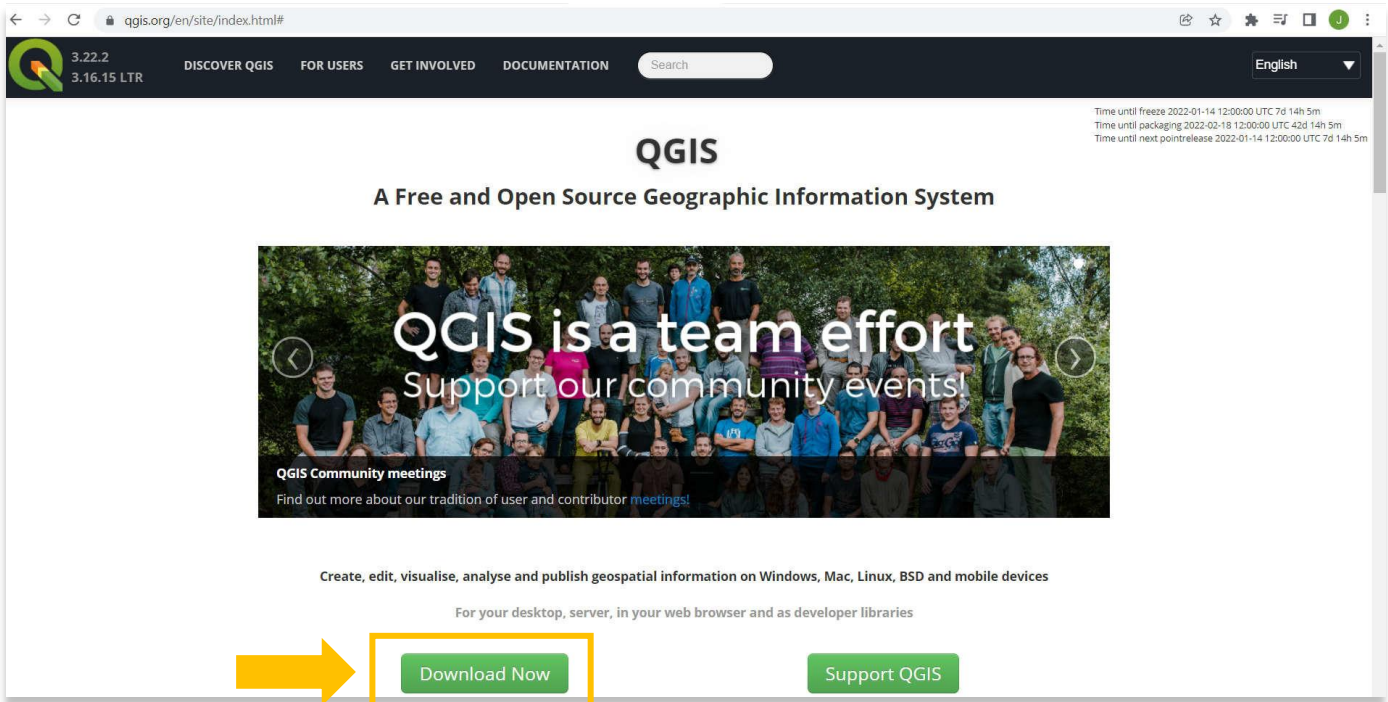 qgis.org/en/site/index.html#
J
3.22.2
3.16.15 LTR
DISCOVER QGIS
FOR USERS
GET INVOLVED
DOCUMENTATION
Search
English
Time until freeze 2022-01-14 12:00:00 UTC 7d 14h 5m
Time until packaging 2022-02-18 12:00:00 UTC 42d 14h 5m
Time until next pointrelease 2022-01-14 12:00:00 UTC 7d 14h 5m
QGIS
A Free and Open Source Geographic Information System
QGIS is a team effort
Support our community events!
QGIS Community meetings
Find out more about our tradition of user and contributor meetings!
Create, edit, visualise, analyse and publish geospatial information on Windows, Mac, Linux, BSD and mobile devices
For your desktop, server, in your web browser and as developer libraries
Download Now
Support QGIS